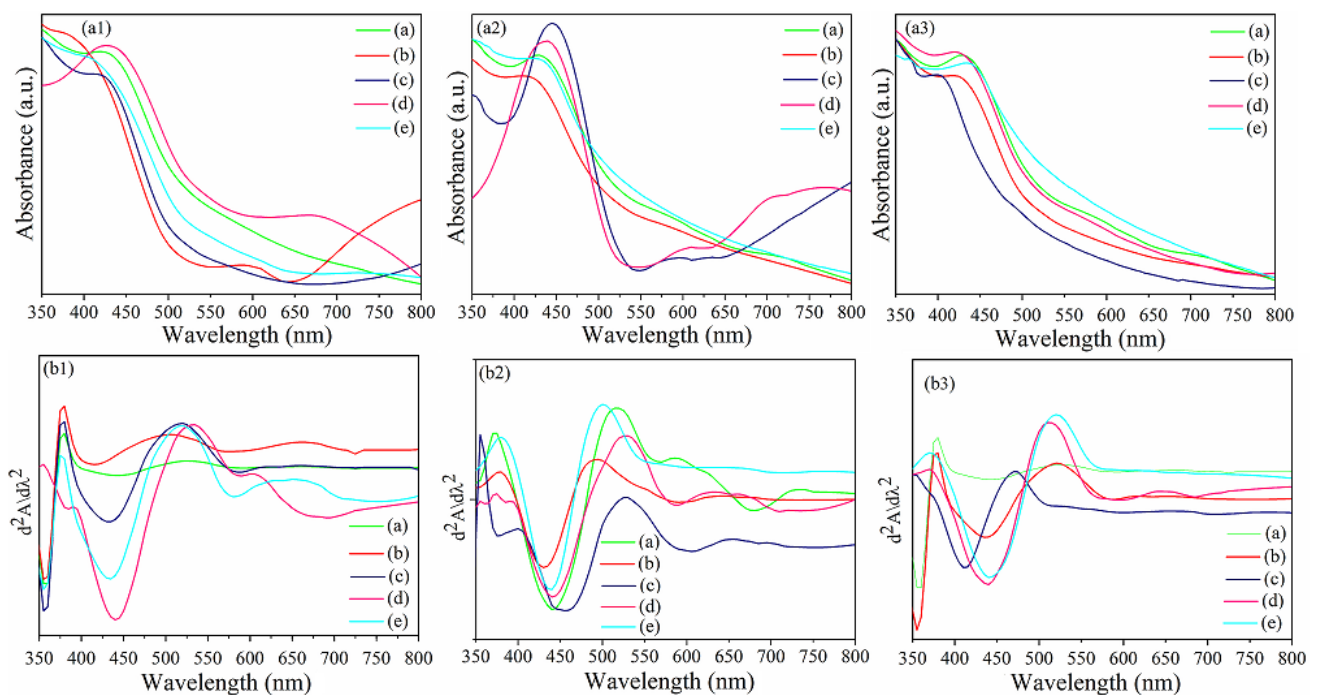 (a1)
(a)
(b)
(c)
(d)
(e)
Absorbance (a.u.)
350 400 450 500 550 600 650 700 750 800
Wavelength (nm)
(a2)
(a)
(b)
(c)
(d)
(e)
Absorbance (a.u.)
350 400 450 500 550 600 650 700 750 800
Wavelength (nm)
(a3)
(a)
(b)
(c)
(d)
(e)
Absorbance (a.u.)
350 400 450 500 550 600 650 700 750 800
Wavelength (nm)
(b1)
d²A\dλ²
(a)
(b)
(c)
(d)
(e)
350 400 450 500 550 600 650 700 750 800
Wavelength (nm)
(b2)
d²A\dλ²
(a)
(b)
(c)
(d)
(e)
350 400 450 500 550 600 650 700 750 800
Wavelength (nm)
(b3)
d²A\dλ²
(a)
(b)
(c)
(d)
(e)
350 400 450 500 550 600 650 700 750 800
Wavelength (nm)